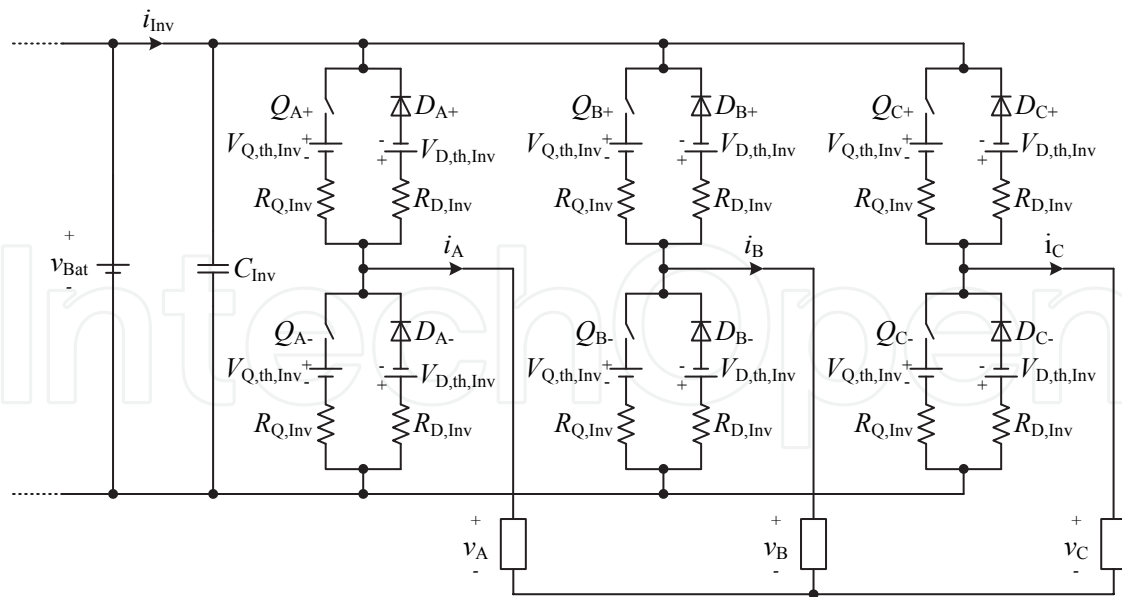 i_Inv
Q_A+ D_A+ Q_B+ D_B+ Q_C+ D_C+
+ - + - + -
V_Q,th,Inv V_D,th,Inv V_Q,th,Inv V_D,th,Inv V_Q,th,Inv V_D,th,Inv
- + - + - +
R_Q,Inv R_D,Inv R_Q,Inv R_D,Inv R_Q,Inv R_D,Inv
i_A i_B i_C
+
v_Bat C_Inv
-
Q_A- D_A- Q_B- D_B- Q_C- D_C-
+ - + - + -
V_Q,th,Inv V_D,th,Inv V_Q,th,Inv V_D,th,Inv V_Q,th,Inv V_D,th,Inv
- + - + - +
R_Q,Inv R_D,Inv R_Q,Inv R_D,Inv R_Q,Inv R_D,Inv
+ + +
v_A v_B v_C
- - -
IntechOpen